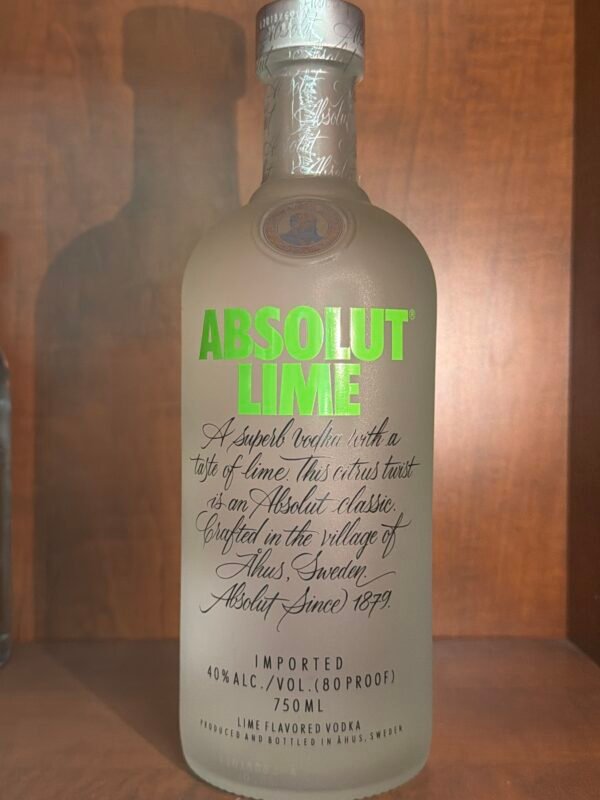 Absolut
ABSOLUT®
LIME
A superb vodka with a
taste of lime. This citrus twist
is an Absolut classic.
Crafted in the village of
Åhus, Sweden.
Absolut Since 1879.
IMPORTED
40%ALC./VOL.(80 PROOF)
750ML
LIME FLAVORED VODKA
PRODUCED AND BOTTLED IN ÅHUS, SWEDEN